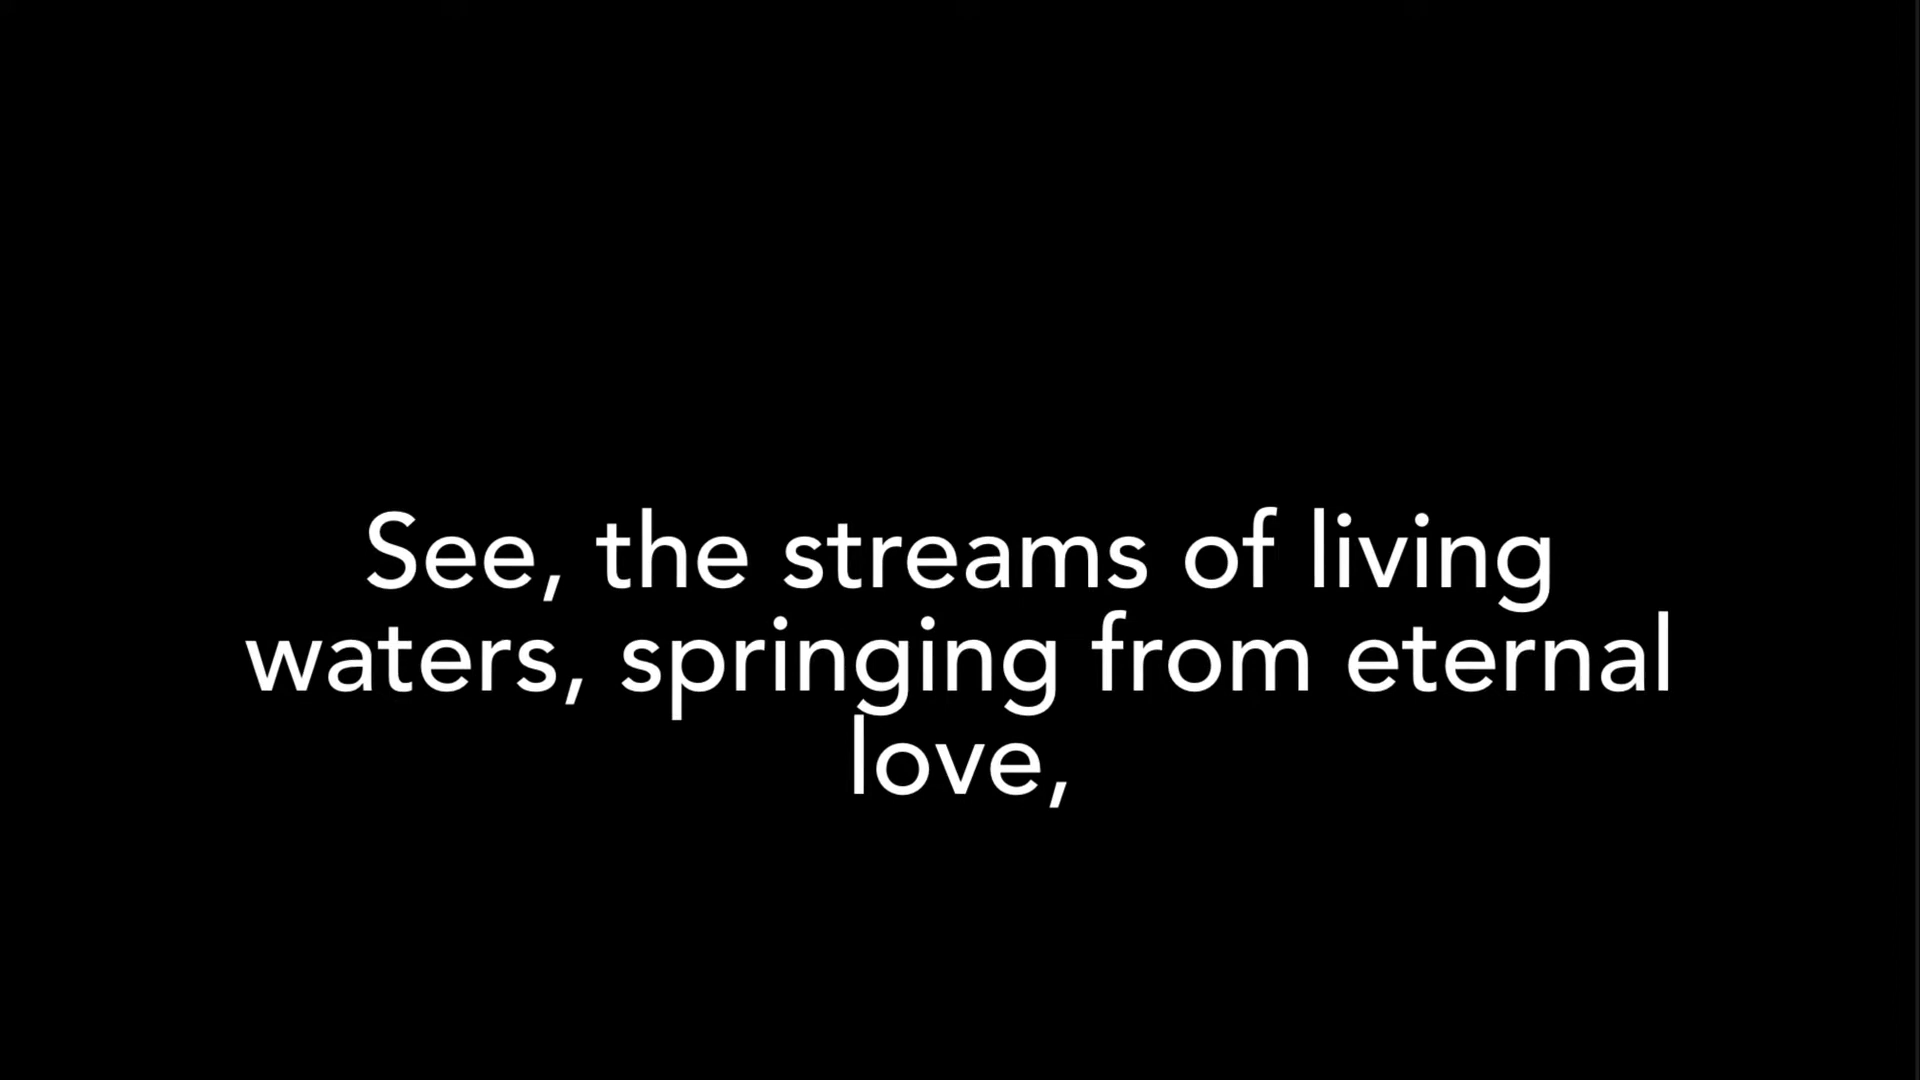 See, the streams of living
waters, springing from eternal
love,